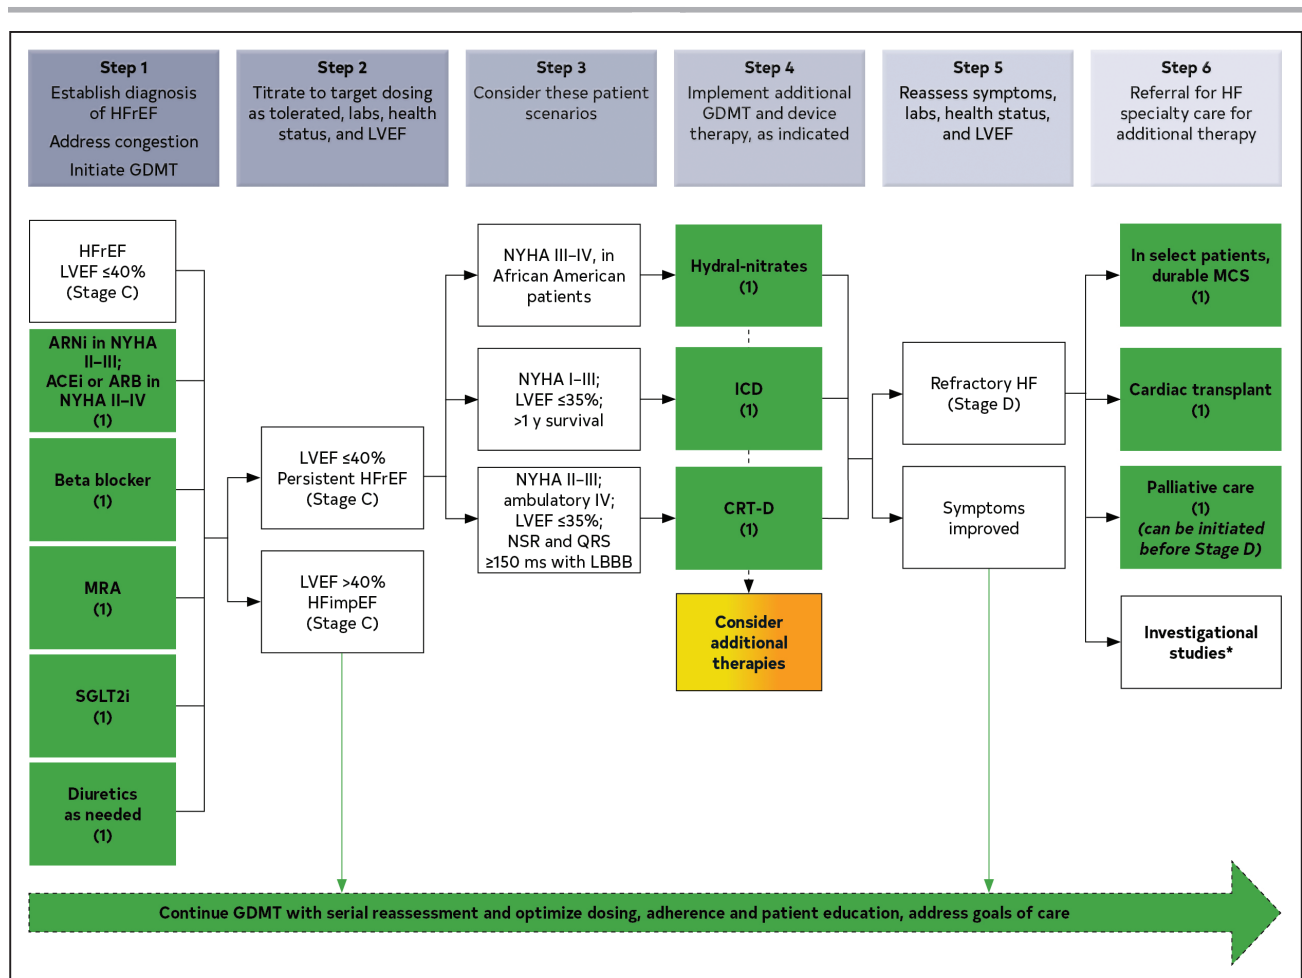 Step 1
Establish diagnosis
of HFrEF
Address congestion
Initiate GDMT
Step 2
Titrate to target dosing
as tolerated, labs, health
status, and LVEF
Step 3
Consider these patient
scenarios
Step 4
Implement additional
GDMT and device
therapy, as indicated
Step 5
Reassess symptoms,
labs, health status,
and LVEF
Step 6
Referral for HF
specialty care for
additional therapy
HFrEF
LVEF ≤40%
(Stage C)
ARNi in NYHA
II–III;
ACEi or ARB in
NYHA II–IV
(1)
Beta blocker
(1)
MRA
(1)
SGLT2i
(1)
Diuretics
as needed
(1)
LVEF ≤40%
Persistent HFrEF
(Stage C)
LVEF >40%
HFimpEF
(Stage C)
NYHA III–IV, in
African American
patients
NYHA I–III;
LVEF ≤35%;
>1 y survival
NYHA II–III;
ambulatory IV;
LVEF ≤35%;
NSR and QRS
≥150 ms with LBBB
Hydral-nitrates
(1)
ICD
(1)
CRT-D
(1)
Consider
additional
therapies
Refractory HF
(Stage D)
Symptoms
improved
In select patients,
durable MCS
(1)
Cardiac transplant
(1)
Palliative care
(1)
(can be initiated
before Stage D)
Investigational
studies*
Continue GDMT with serial reassessment and optimize dosing, adherence and patient education, address goals of care